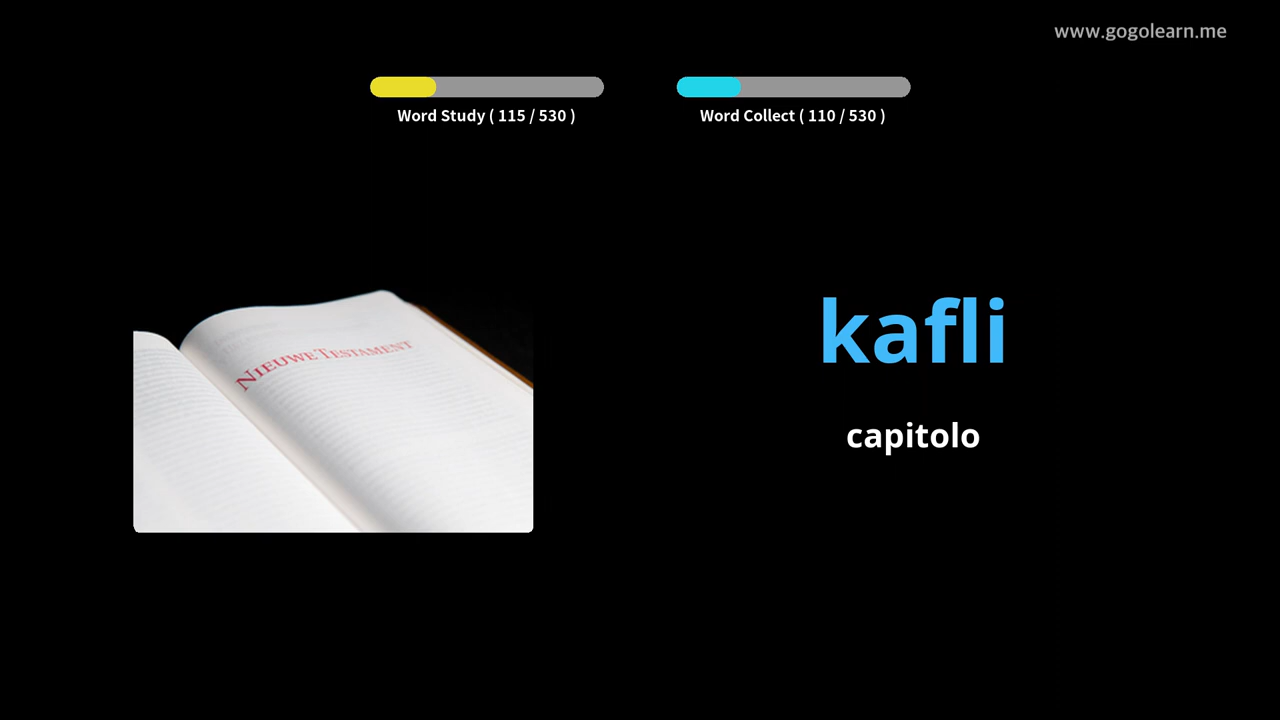 www.gogolearn.me
Word Study ( 115 / 530 )
Word Collect ( 110 / 530 )
NIEUWE TESTAMENT
kafli
capitolo